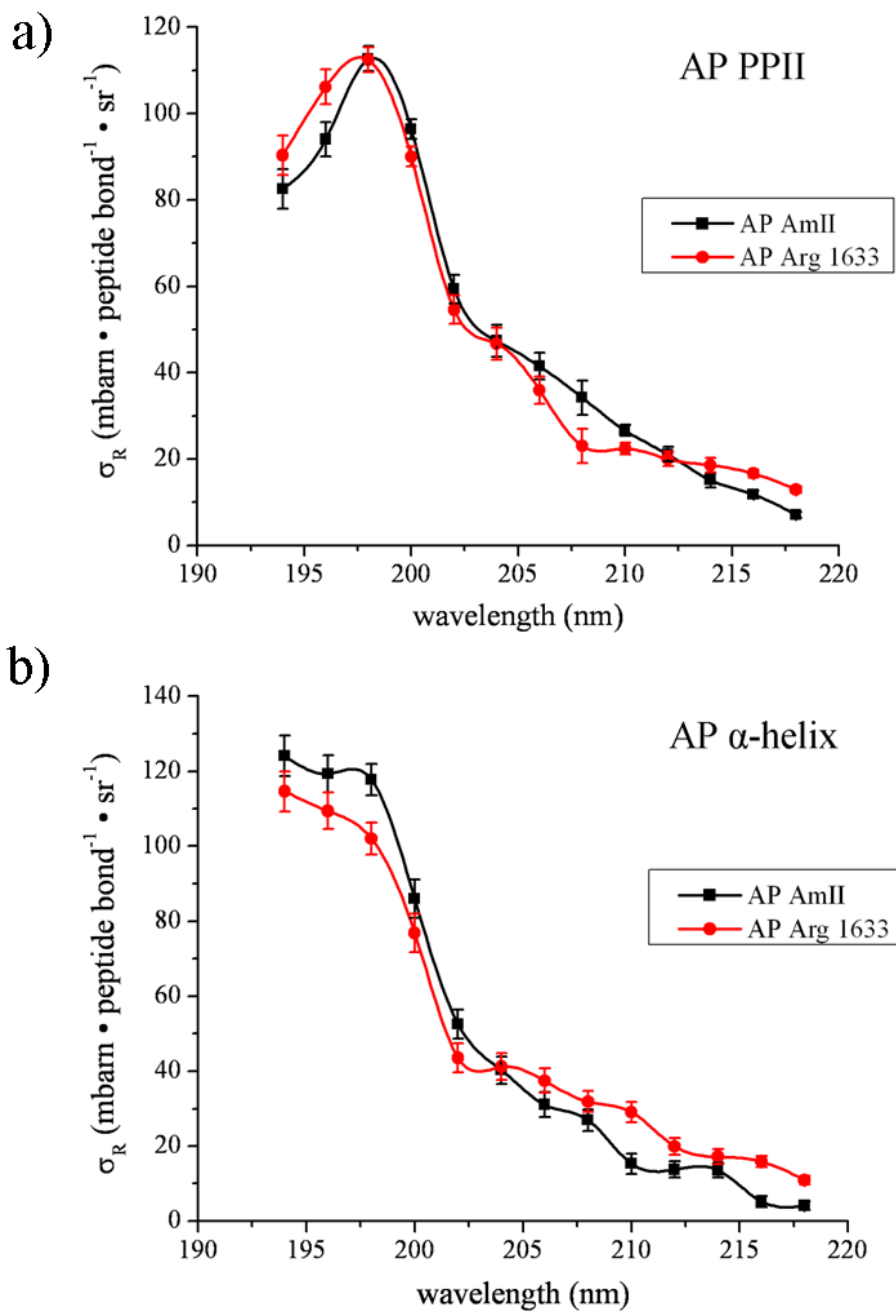 a)
AP PPII
AP AmII
AP Arg 1633
σR (mbarn • peptide bond-1 • sr-1)
120
100
80
60
40
20
0
190 195 200 205 210 215 220
wavelength (nm)
b)
AP α-helix
AP AmII
AP Arg 1633
σR (mbarn • peptide bond-1 • sr-1)
140
120
100
80
60
40
20
0
190 195 200 205 210 215 220
wavelength (nm)